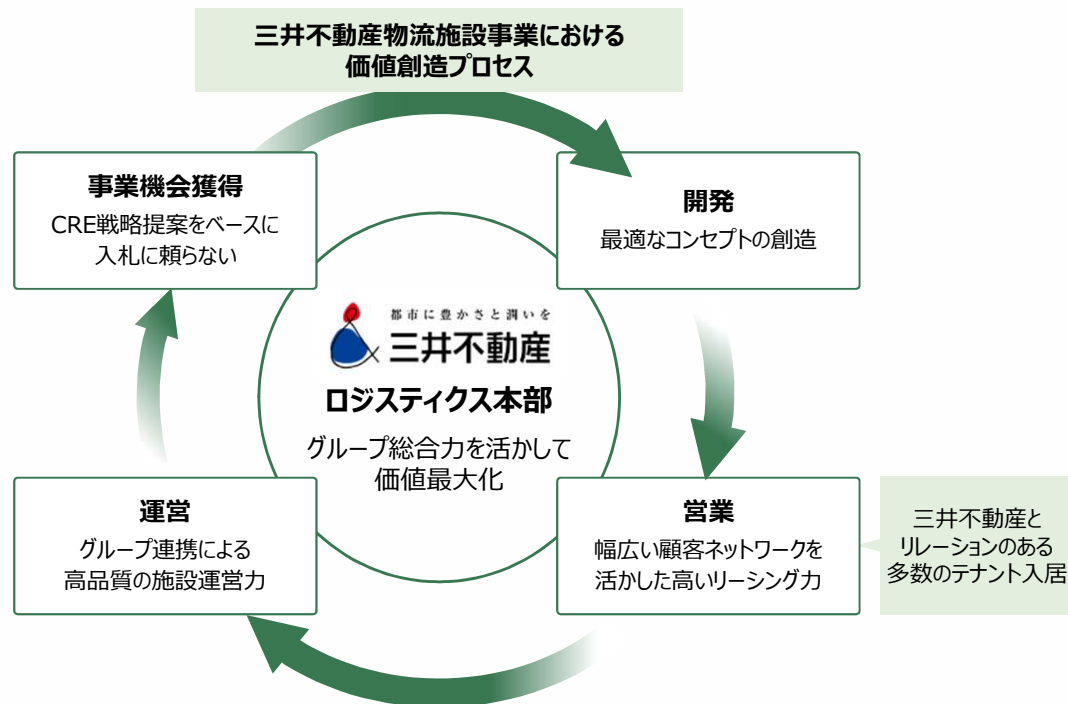 三井不動産物流施設事業における
価値創造プロセス
事業機会獲得
CRE戦略提案をベースに
入札に頼らない
開発
最適なコンセプトの創造
都市に豊かさと潤いを
三井不動産
ロジスティクス本部
グループ総合力を活かして
価値最大化
運営
グループ連携による
高品質の施設運営力
営業
幅広い顧客ネットワークを
活かした高いリーシング力
三井不動産と
リレーションのある
多数のテナント入居